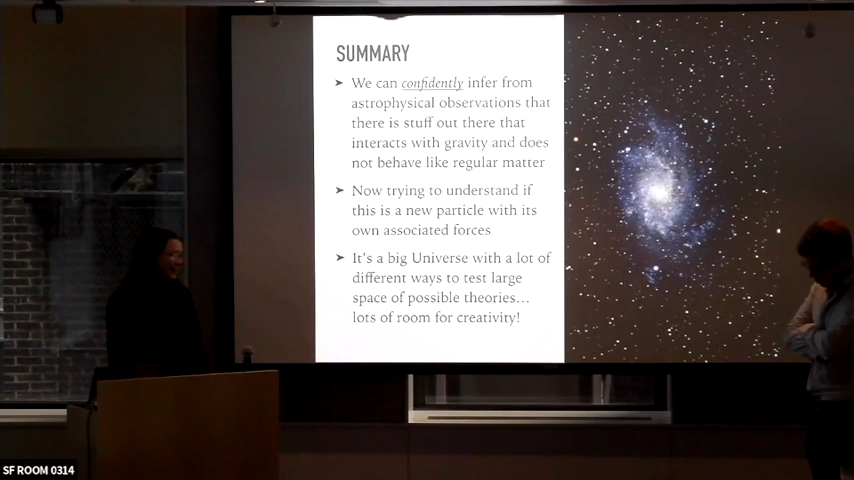 SUMMARY
➤ We can confidently infer from
astrophysical observations that
there is stuff out there that
interacts with gravity and does
not behave like regular matter
➤ Now trying to understand if
this is a new particle with its
own associated forces
➤ It's a big Universe with a lot of
different ways to test large
space of possible theories...
lots of room for creativity!
SF ROOM 0314